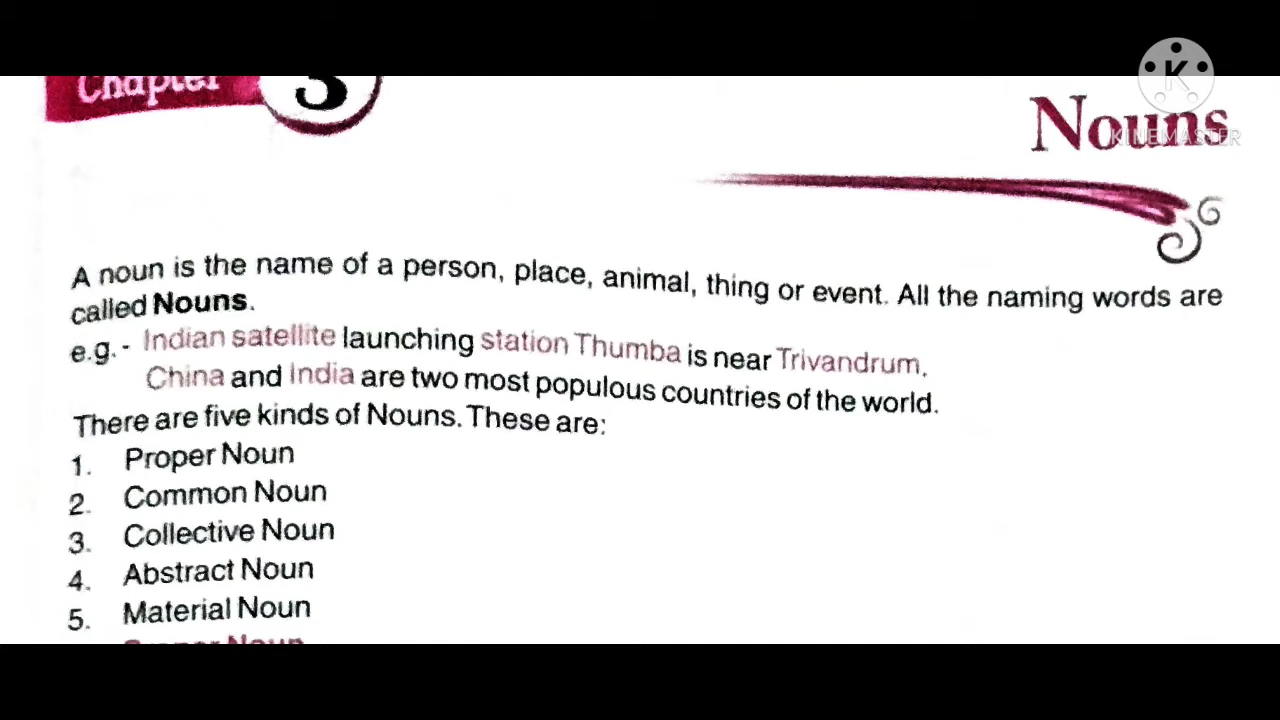 Chapter 3
K
KINEMASTER
Nouns
A noun is the name of a person, place, animal, thing or event. All the naming words are
called Nouns.
e.g.- Indian satellite launching station Thumba is near Trivandrum.
China and India are two most populous countries of the world.
There are five kinds of Nouns. These are:
1. Proper Noun
2. Common Noun
3. Collective Noun
4. Abstract Noun
5. Material Noun
Proper Noun